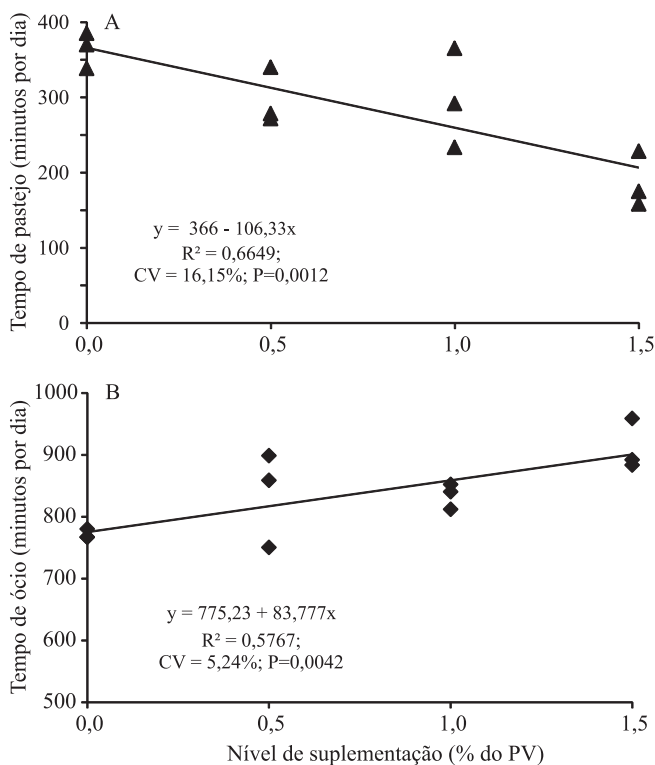 A
Tempo de pastejo (minutos por dia)
400
300
200
100
0
y = 366 - 106,33x
R² = 0,6649;
CV = 16,15%; P=0,0012
0,0
0,5
1,0
1,5
B
Tempo de ócio (minutos por dia)
1000
900
800
700
600
500
y = 775,23 + 83,777x
R² = 0,5767;
CV = 5,24%; P=0,0042
0,0
0,5
1,0
1,5
Nível de suplementação (% do PV)